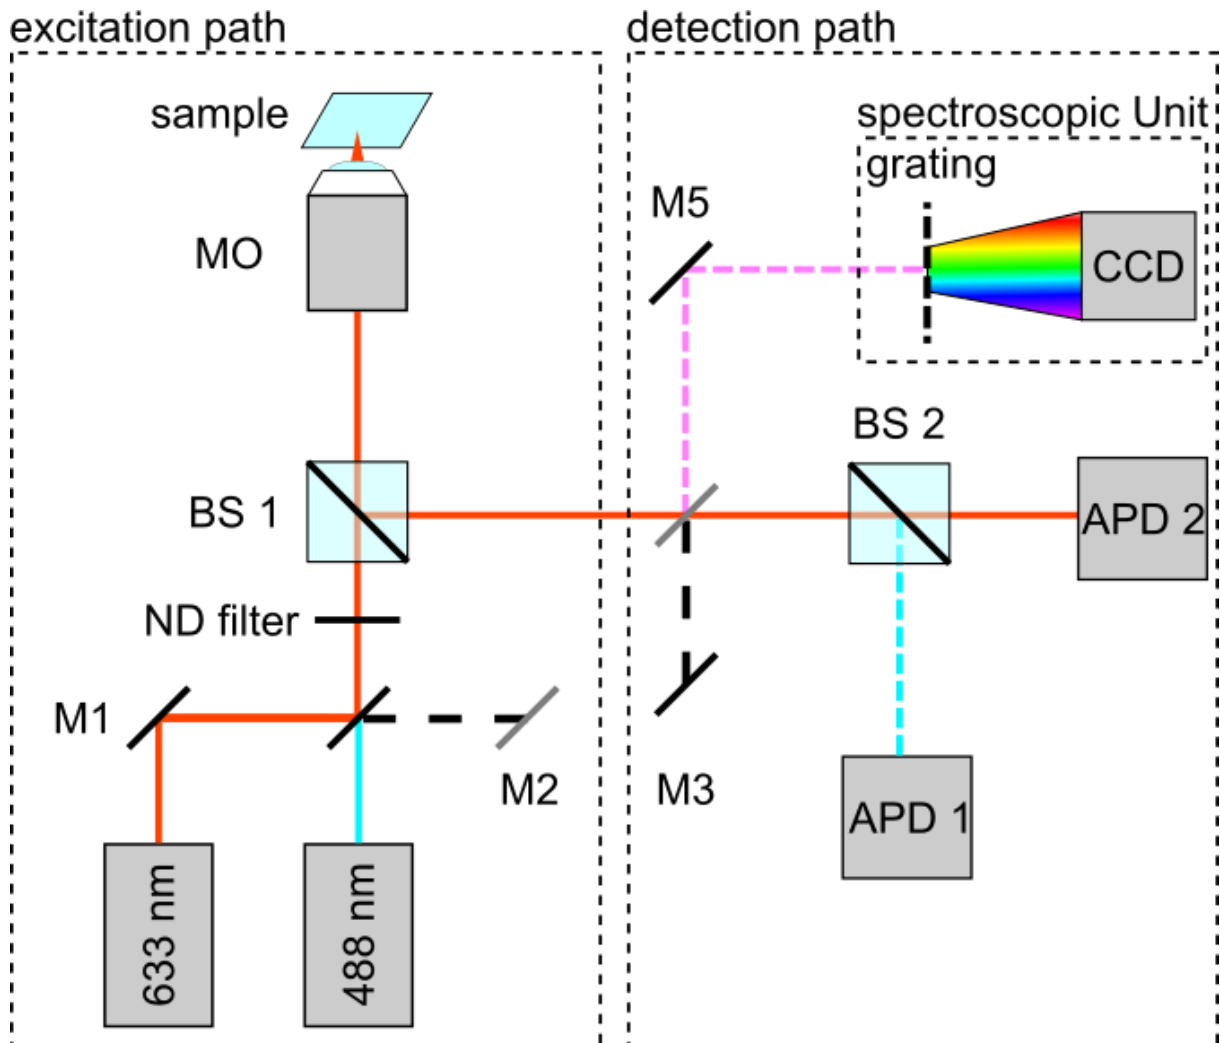 excitation path
detection path
sample
spectroscopic Unit
grating
M5
MO
CCD
BS 2
BS 1
APD 2
ND filter
M1
M2
M3
APD 1
633 nm
488 nm